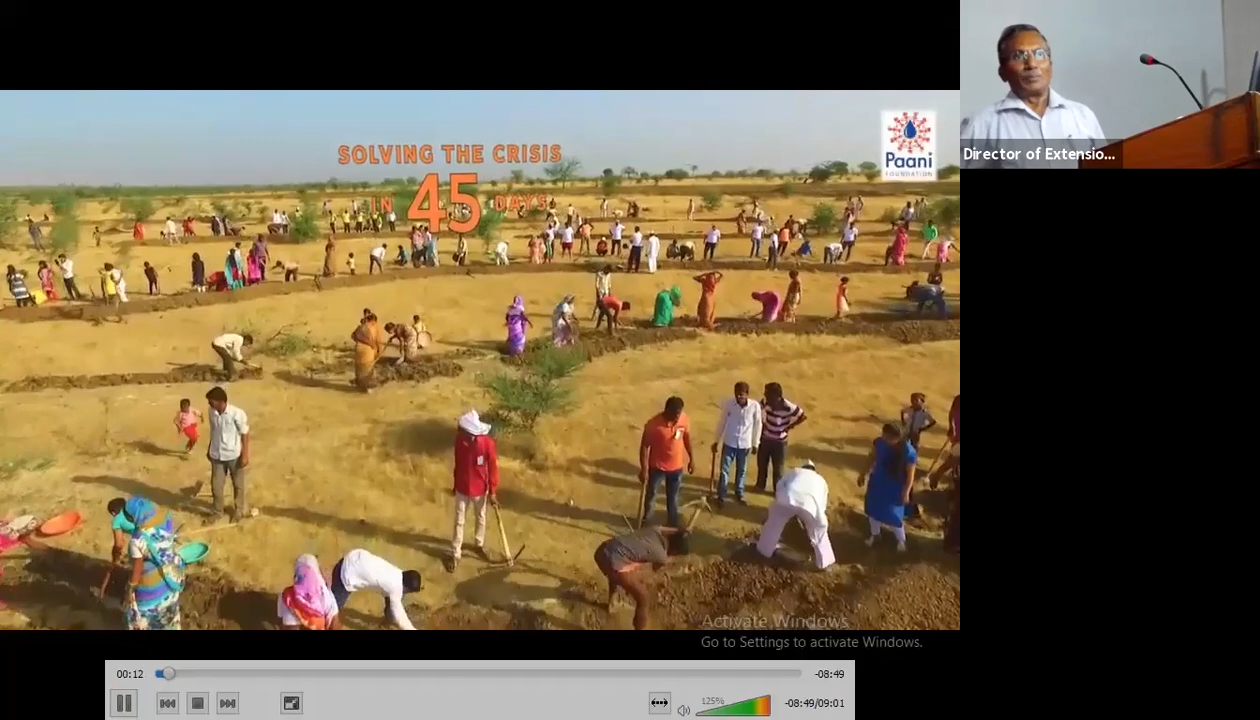 SOLVING THE CRISIS
IN 45 DAYS
Paani
FOUNDATION
Director of Extensio...
Activate Windows
Go to Settings to activate Windows.
00:12
-08:49
125%
-08:49/09:01